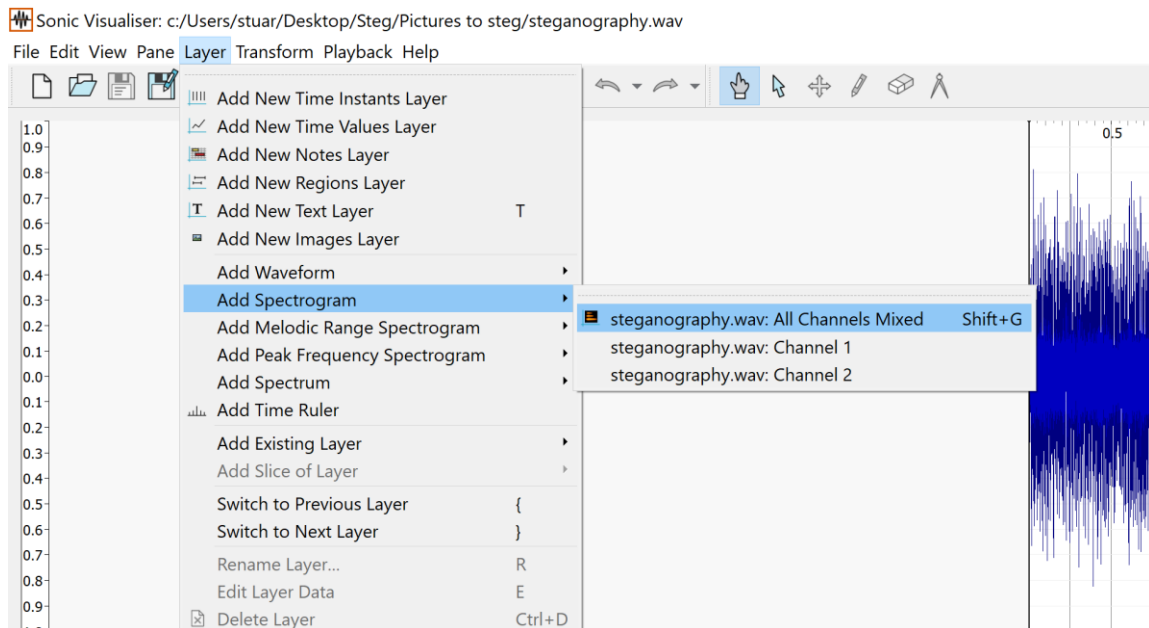 Sonic Visualiser: c:/Users/stuar/Desktop/Steg/Pictures to steg/steganography.wav
File Edit View Pane Layer Transform Playback Help
Add New Time Instants Layer
Add New Time Values Layer
Add New Notes Layer
Add New Regions Layer
T Add New Text Layer T
Add New Images Layer
Add Waveform
Add Spectrogram
steganography.wav: All Channels Mixed Shift+G
Add Melodic Range Spectrogram
steganography.wav: Channel 1
Add Peak Frequency Spectrogram
steganography.wav: Channel 2
Add Spectrum
Add Time Ruler
Add Existing Layer
Add Slice of Layer
Switch to Previous Layer {
Switch to Next Layer }
Rename Layer... R
Edit Layer Data E
Delete Layer Ctrl+D
1.0
0.9
0.8
0.7
0.6
0.5
0.4
0.3
0.2
0.1
0.0
0.1
0.2
0.3
0.4
0.5
0.6
0.7
0.8
0.9
0.5